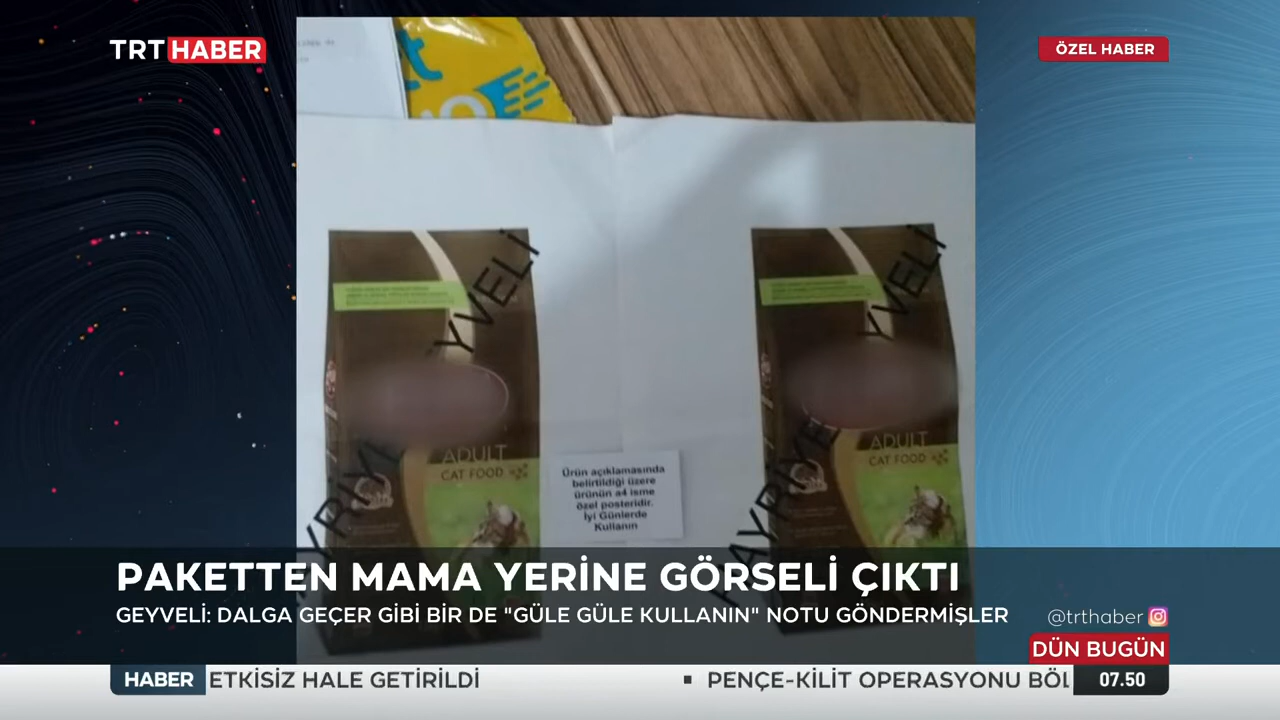 TRT HABER
ÖZEL HABER
YVELİ
YVELİ
ADULT
CAT FOOD
ADULT
CAT FOOD
Ürün açıklamasında
belirtildiği üzere
ürünün a4 isme
özel posteridir.
İyi Günlerde
Kullanın
PAKETTEN MAMA YERİNE GÖRSELİ ÇIKTI
GEYVELİ: DALGA GEÇER GİBİ BİR DE "GÜLE GÜLE KULLANIN" NOTU GÖNDERMİŞLER
@trthaber
DÜN BUGÜN
HABER ETKİSİZ HALE GETİRİLDİ ▪ PENÇE-KİLİT OPERASYONU BÖL 07.50